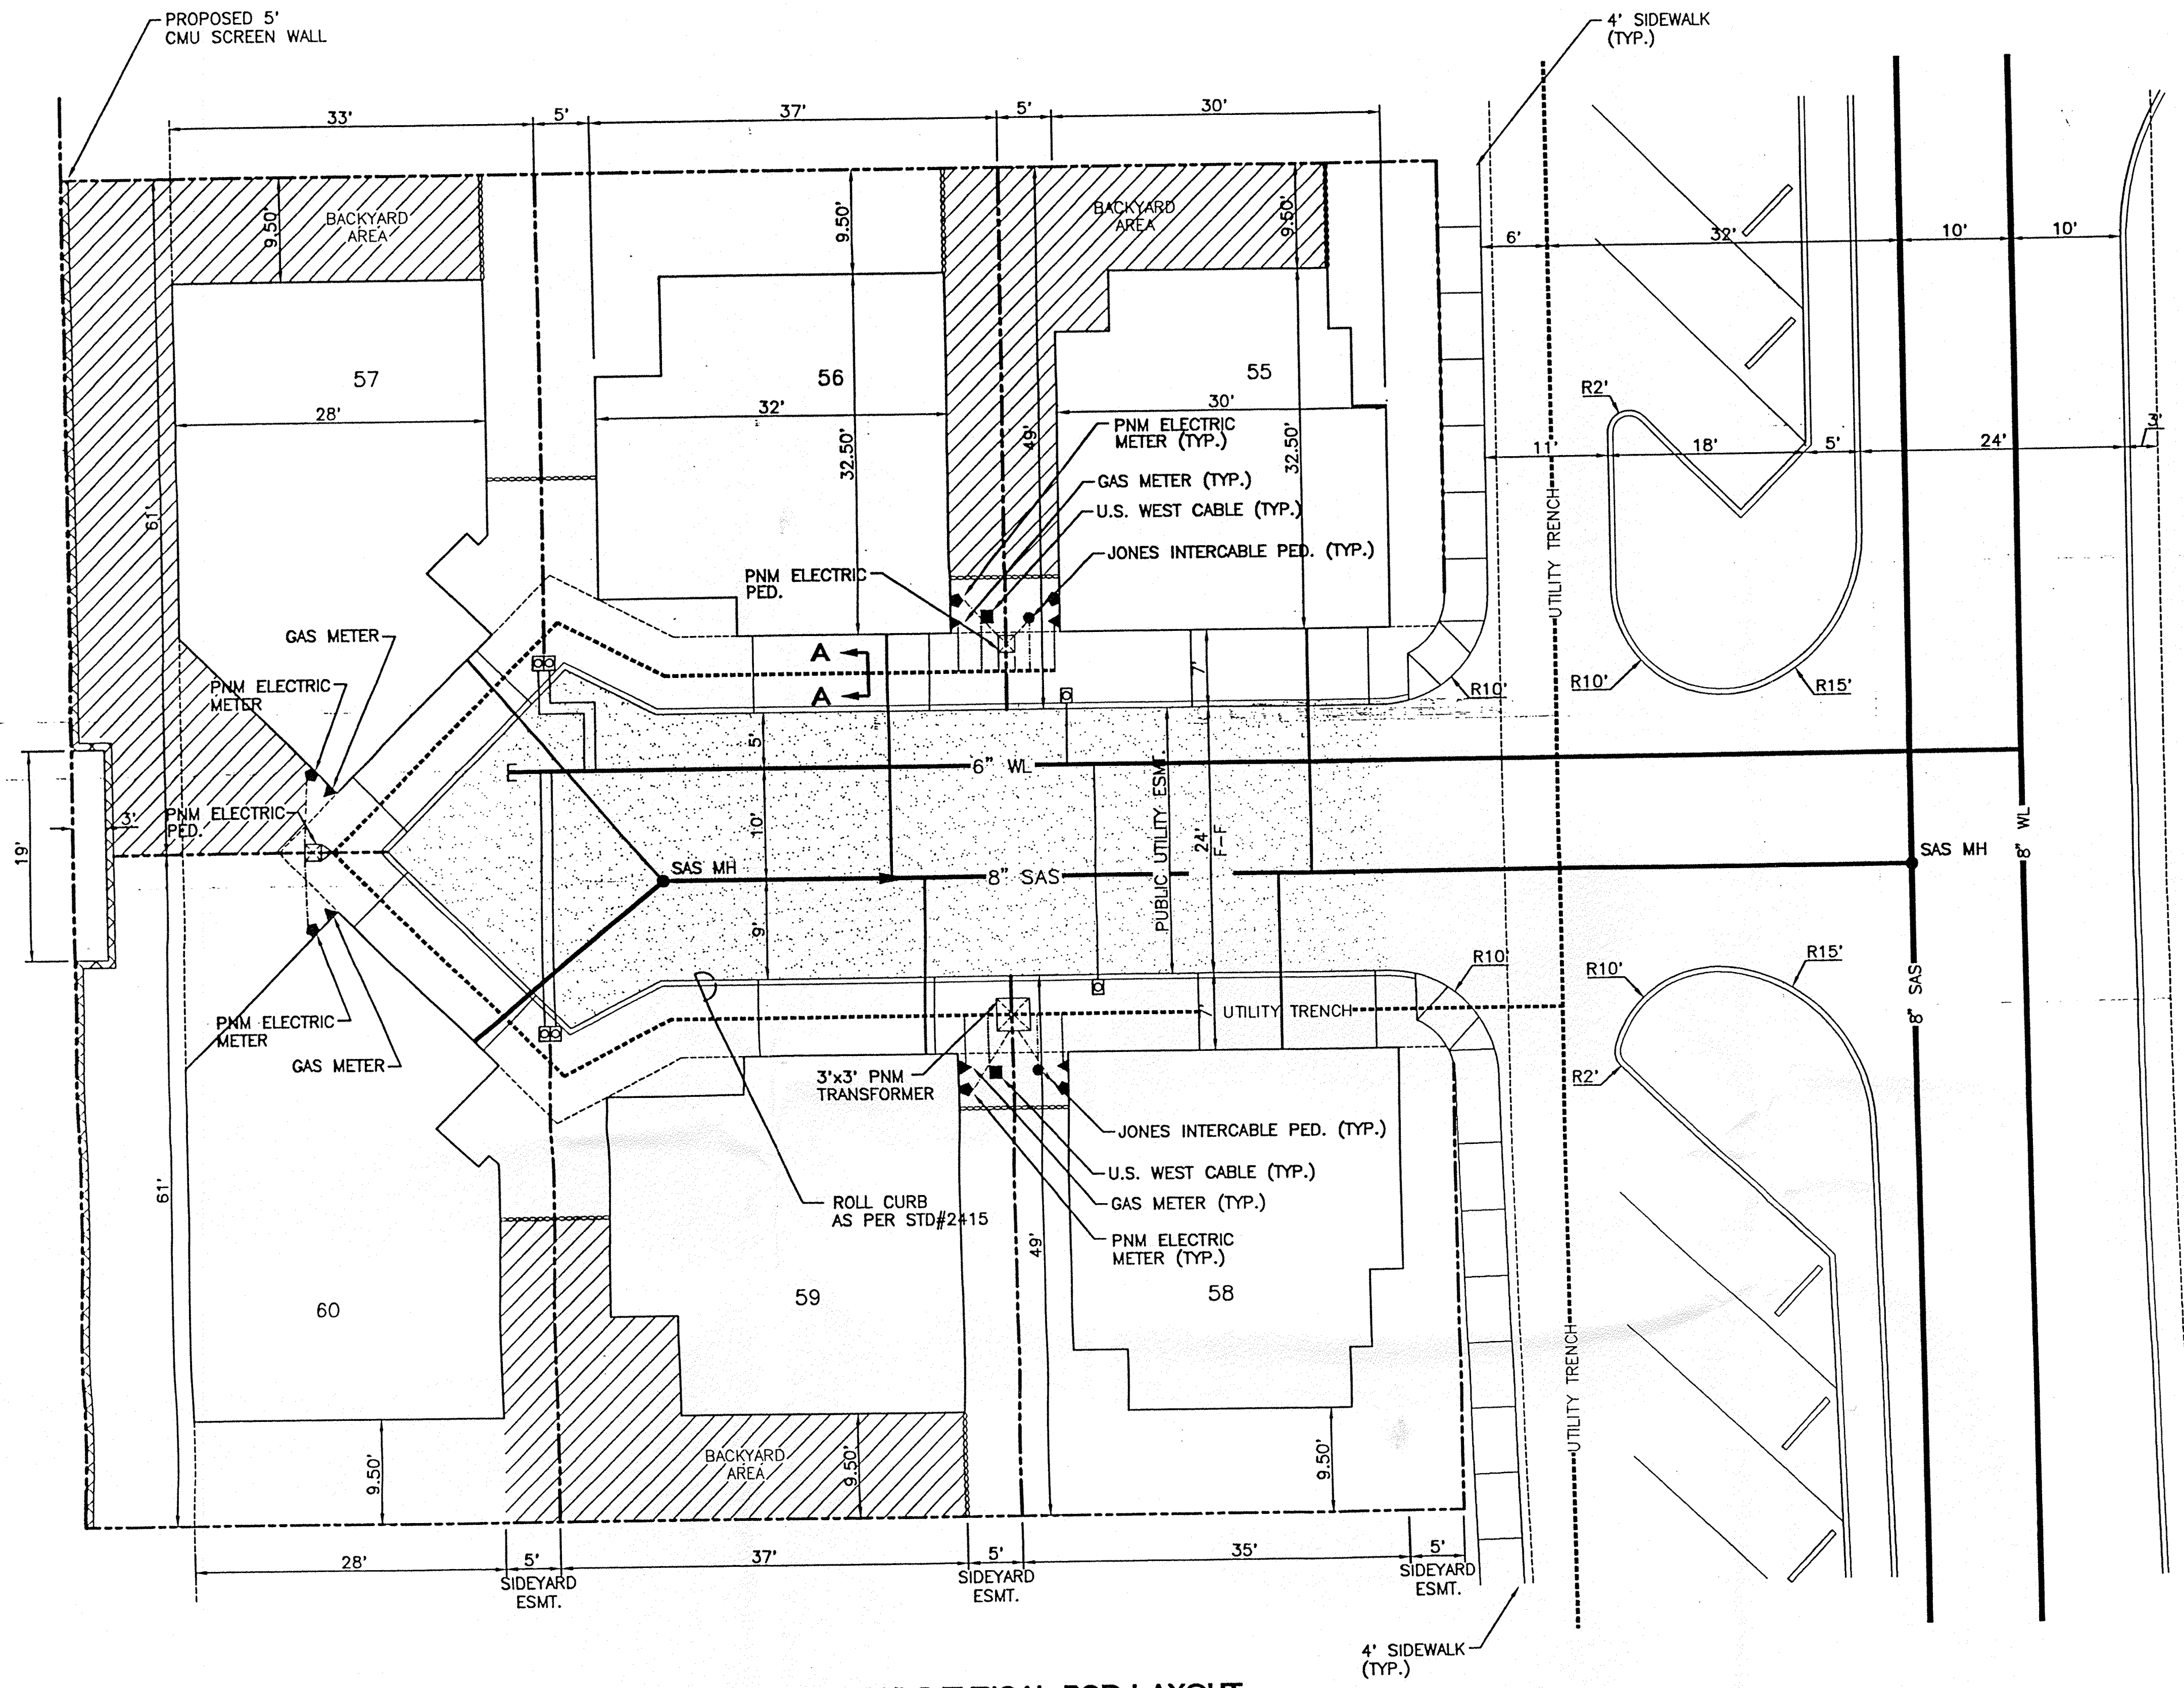 PROPOSED 5'
CMU SCREEN WALL
4' SIDEWALK
(TYP.)
33'
5'
37'
5'
30'
9.50'
BACKYARD
AREA
9.50'
BACKYARD
AREA
9.50'
6'
32'
10'
10'
57
56
55
28'
32'
30'
61'
32.50'
49'
32.50'
PNM ELECTRIC
METER (TYP.)
GAS METER (TYP.)
U.S. WEST CABLE (TYP.)
JONES INTERCABLE PED. (TYP.)
PNM ELECTRIC
PED.
R2'
11'
18'
5'
24'
3'
UTILITY TRENCH
GAS METER
PNM ELECTRIC
METER
A
A
7'
R10'
R10'
R15'
5'
6" WL
PUBLIC UTILITY ESMT.
PNM ELECTRIC
PED.
3'
19'
10'
24'
F-F
SAS MH
8" SAS
SAS MH
8" WL
9'
R10'
R10'
R15'
8" SAS
PNM ELECTRIC
METER
GAS METER
7'
UTILITY TRENCH
R2'
3'x3' PNM
TRANSFORMER
JONES INTERCABLE PED. (TYP.)
U.S. WEST CABLE (TYP.)
GAS METER (TYP.)
PNM ELECTRIC
METER (TYP.)
ROLL CURB
AS PER STD#2415
61'
49'
60
59
58
UTILITY TRENCH
9.50'
BACKYARD
AREA
9.50'
9.50'
28'
5'
37'
5'
35'
5'
SIDEYARD
ESMT.
SIDEYARD
ESMT.
SIDEYARD
ESMT.
4' SIDEWALK
(TYP.)
TYPICAL POD LAYOUT